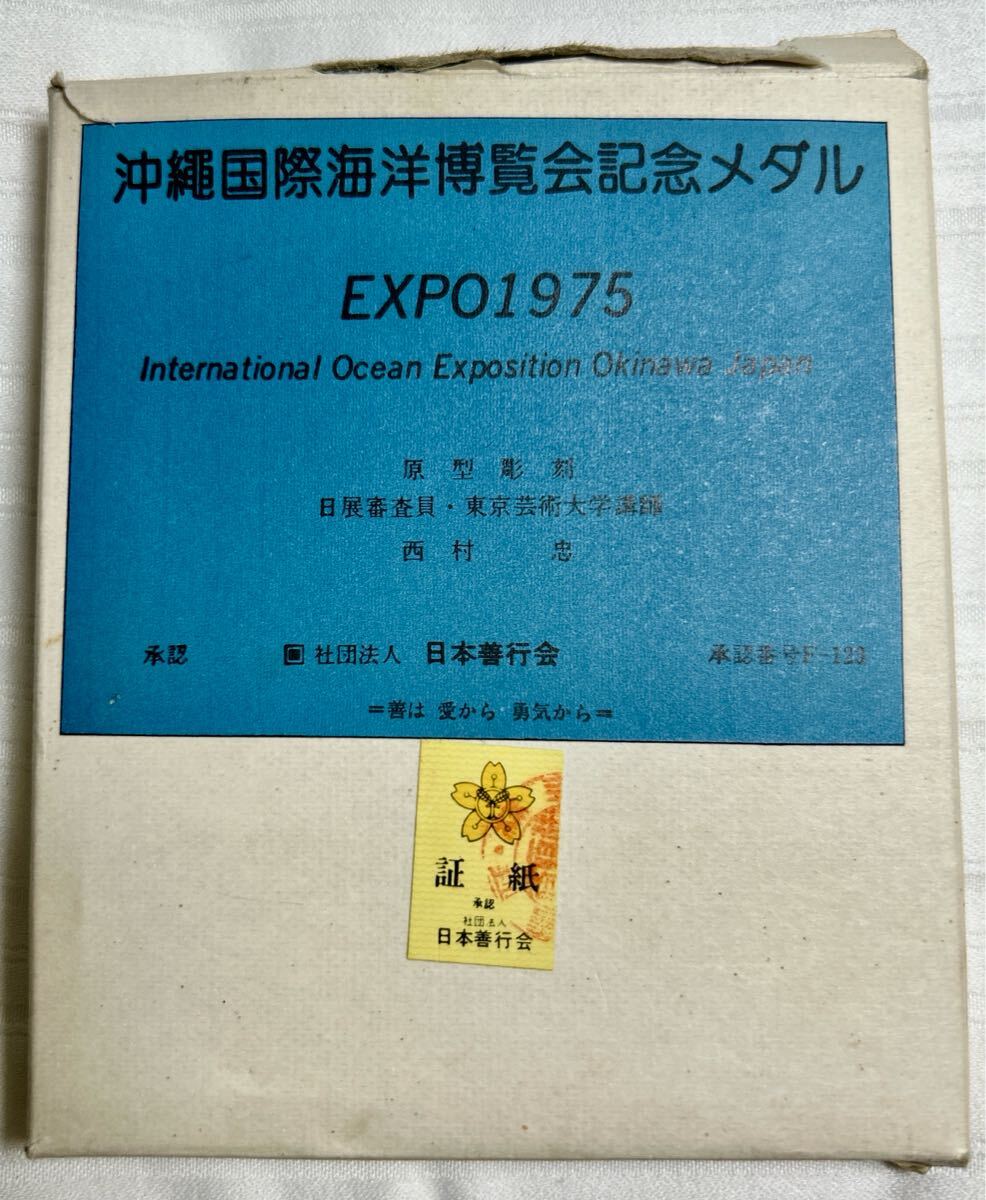 沖縄国際海洋博覧会記念メダル
EXPO1975
International Ocean Exposition Okinawa Japan
原型彫刻
日展審査員・東京芸術大学講師
西村 忠
承認 社団法人 日本善行会 承認番号E-123
=善は 愛から 勇気から=
証 紙
承認
社団法人
日本善行会